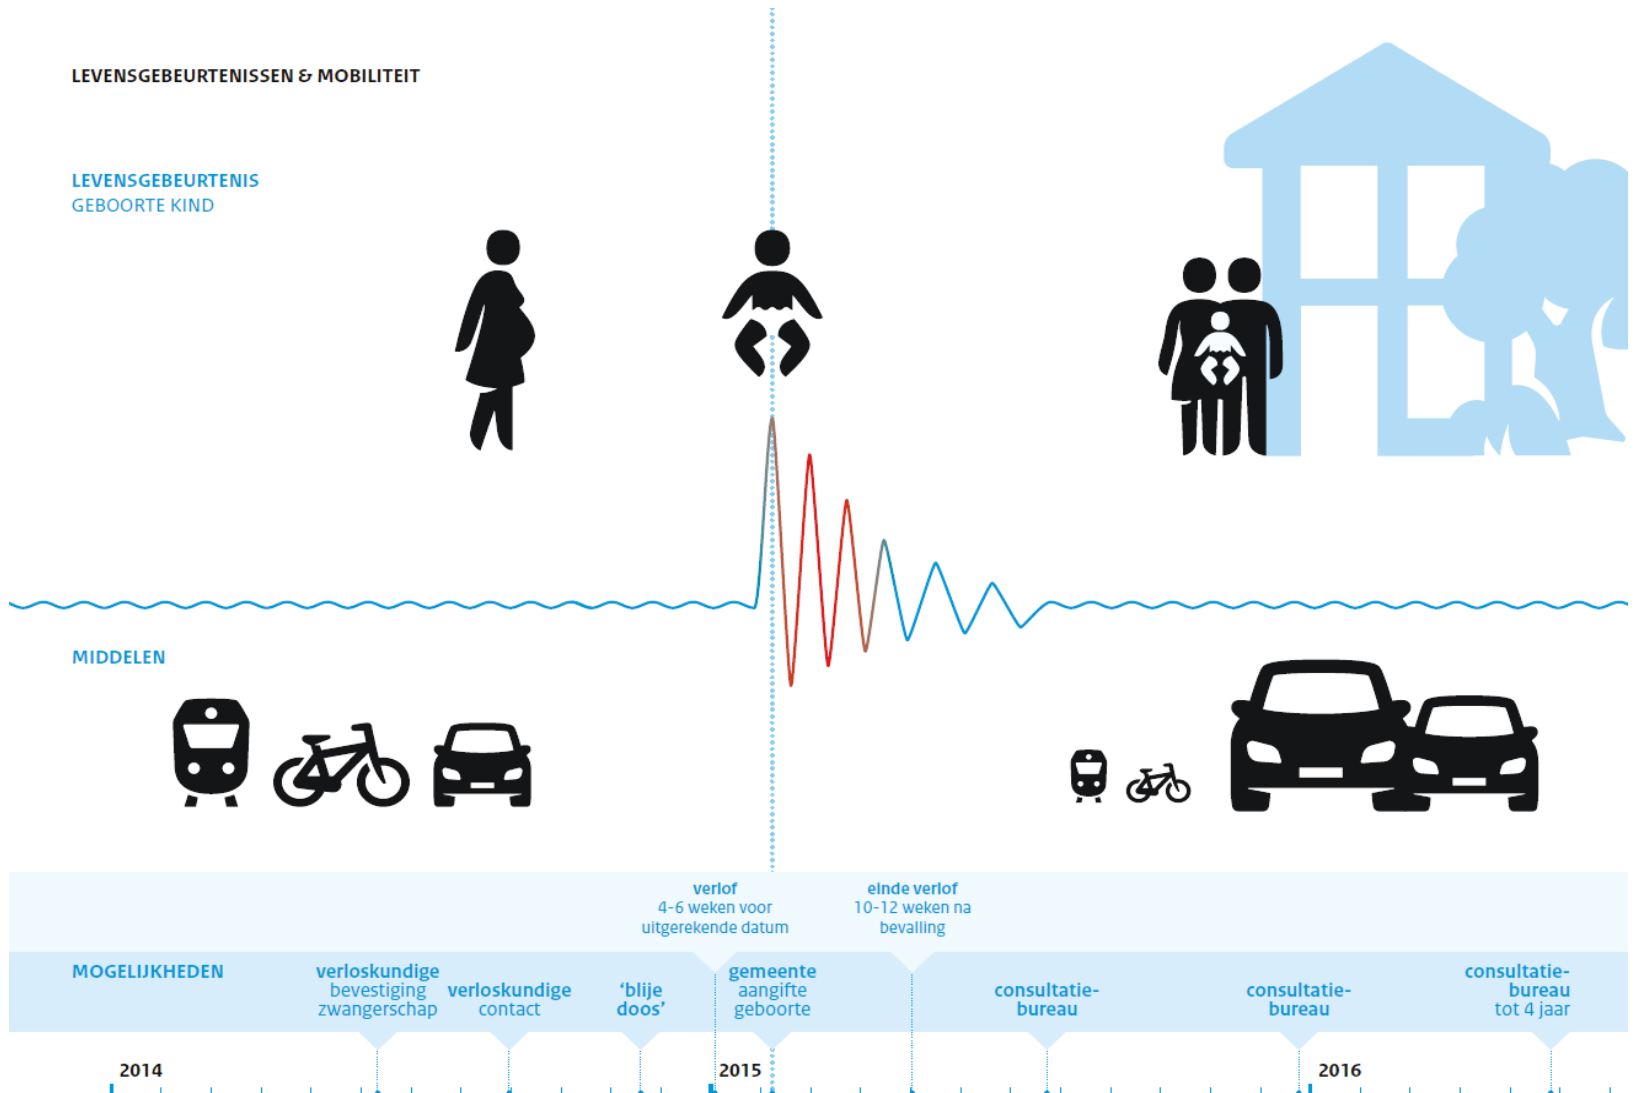 LEVENSGEBEURTENISSEN & MOBILITEIT
LEVENSGEBEURTENIS
GEBOORTE KIND
MIDDELEN
verlof
4-6 weken voor
uitgerekende datum
einde verlof
10-12 weken na
bevalling
MOGELIJKHEDEN
verloskundige
bevestiging
zwangerschap
verloskundige
contact
‘blije
doos’
gemeente
aangifte
geboorte
consultatie-
bureau
consultatie-
bureau
consultatie-
bureau
tot 4 jaar
2014
2015
2016